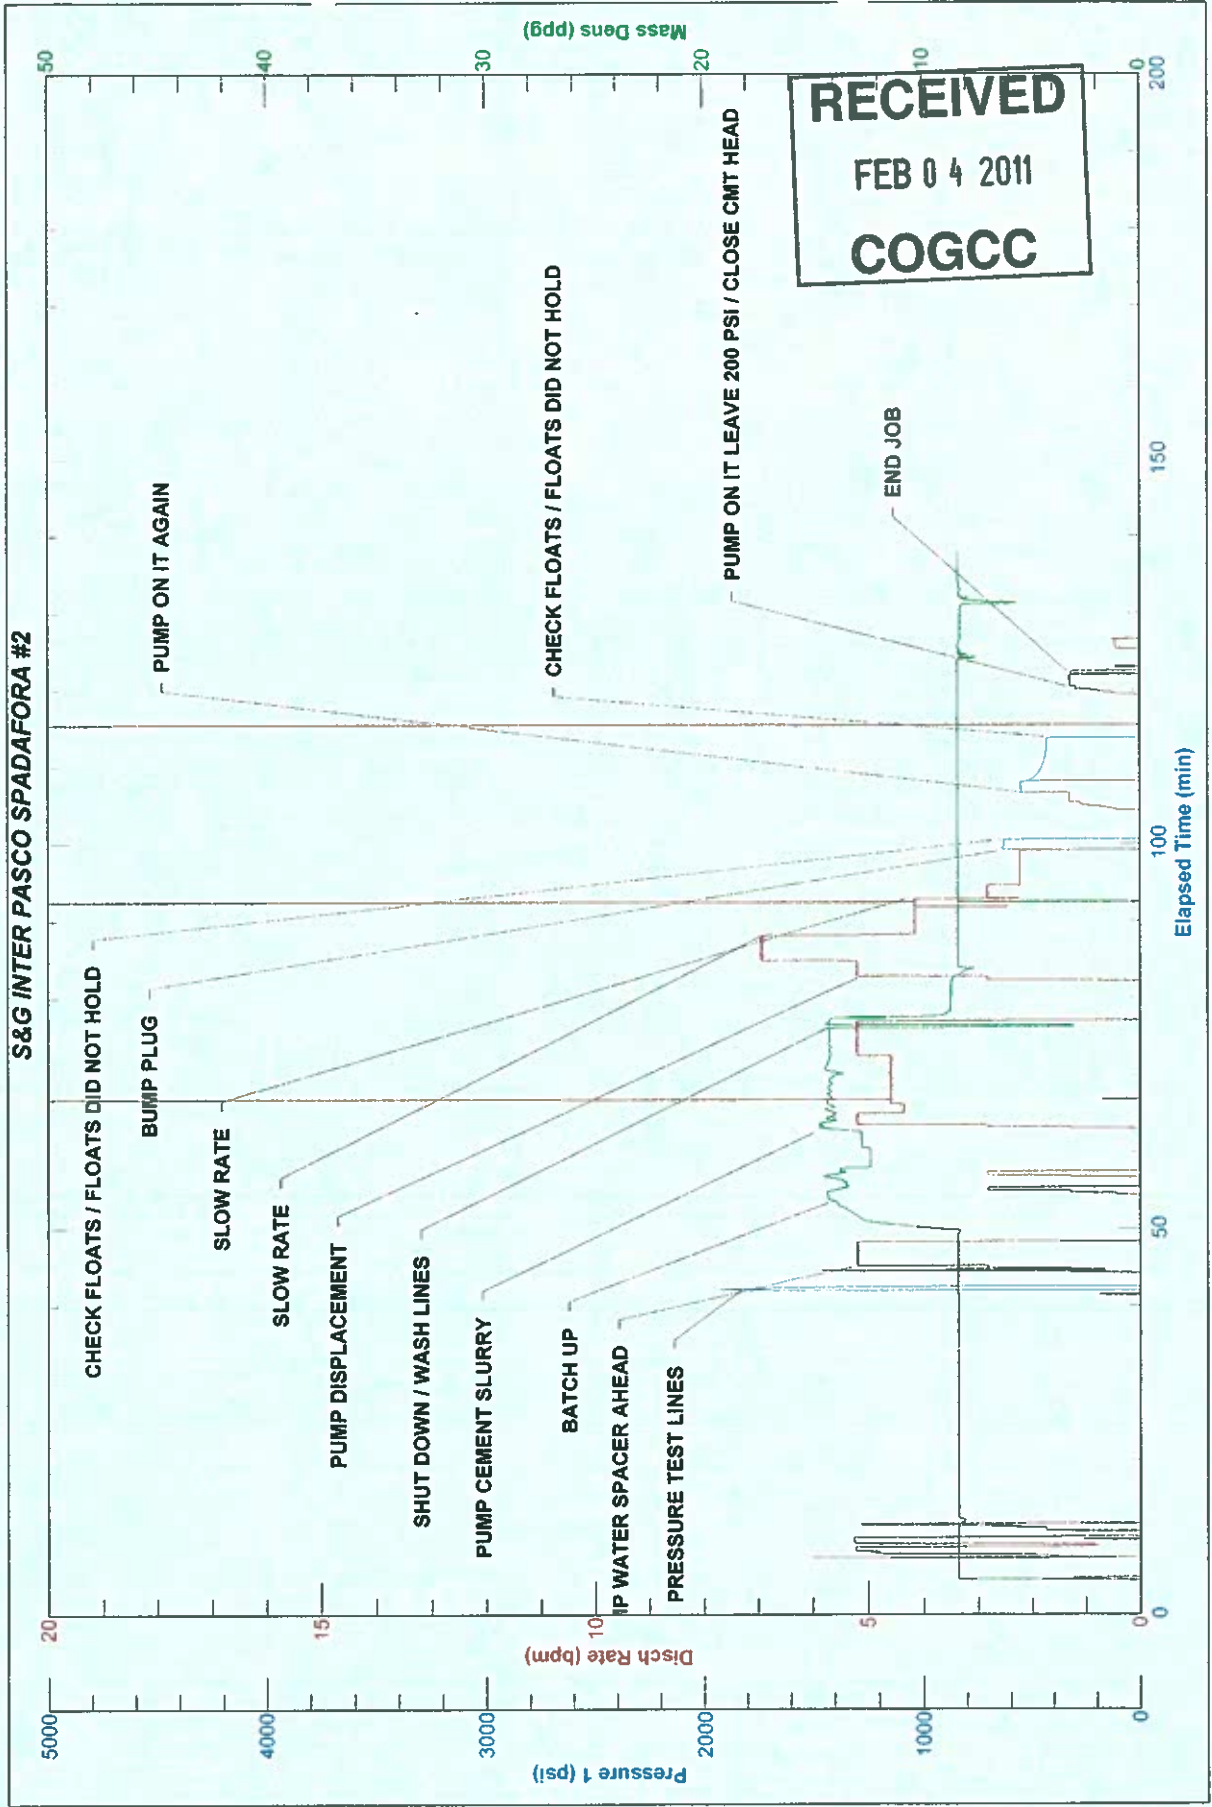 S&G INTER PASCO SPADAFORA #2
CHECK FLOATS / FLOATS DID NOT HOLD
BUMP PLUG
SLOW RATE
SLOW RATE
PUMP DISPLACEMENT
SHUT DOWN / WASH LINES
PUMP CEMENT SLURRY
BATCH UP
MP WATER SPACER AHEAD
PRESSURE TEST LINES
PUMP ON IT AGAIN
CHECK FLOATS / FLOATS DID NOT HOLD
PUMP ON IT LEAVE 200 PSI / CLOSE CMT HEAD
END JOB
Pressure 1 (psi)
5000
4000
3000
2000
1000
0
Disch Rate (bpm)
20
15
10
5
0
Mass Dens (ppg)
50
40
30
20
10
0
Elapsed Time (min)
50
100
150
200
RECEIVED
FEB 04 2011
COGCC